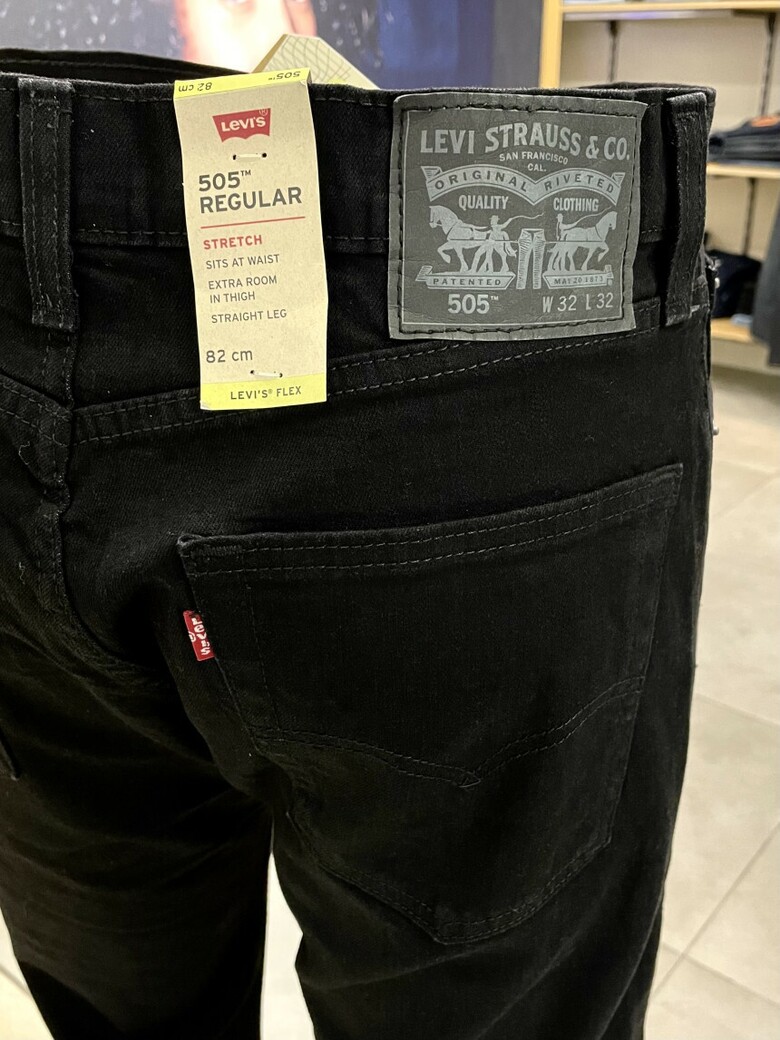 505™
82 cm
LEVI'S®
505™
REGULAR
STRETCH
SITS AT WAIST
EXTRA ROOM
IN THIGH
STRAIGHT LEG
82 cm
LEVI'S® FLEX
LEVI STRAUSS & CO.
SAN FRANCISCO
CAL.
ORIGINAL RIVETED
QUALITY CLOTHING
PATENTED MAY 20 1873
505™ W 32 L 32
Levi's